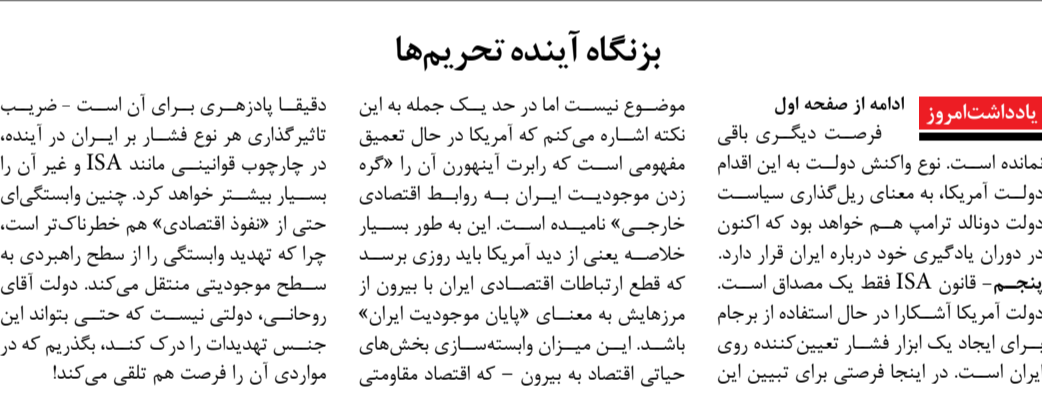 بزنگاه آینده تحریم‌ها
یادداشت‌امروز
ادامه از صفحه اول
فرصت دیگری باقی
نمانده است. نوع واکنش دولت به این اقدام
دولت آمریکا، به معنای ریل‌گذاری سیاست
دولت دونالد ترامپ هم خواهد بود که اکنون
در دوران یادگیری خود درباره ایران قرار دارد.
پنجم- قانون ISA فقط یک مصداق است.
دولت آمریکا آشکارا در حال استفاده از برجام
برای ایجاد یک ابزار فشار تعیین‌کننده روی
ایران است. در اینجا فرصتی برای تبیین این
موضوع نیست اما در حد یک جمله به این
نکته اشاره می‌کنم که آمریکا در حال تعمیق
مفهومی است که رابرت آینهورن آن را «گره
زدن موجودیت ایران به روابط اقتصادی
خارجی» نامیده است. این به طور بسیار
خلاصه یعنی از دید آمریکا باید روزی برسد
که قطع ارتباطات اقتصادی ایران با بیرون از
مرزهایش به معنای «پایان موجودیت ایران»
باشد. این میزان وابسته‌سازی بخش‌های
حیاتی اقتصاد به بیرون – که اقتصاد مقاومتی
دقیقا پادزهری برای آن است - ضریب
تاثیرگذاری هر نوع فشار بر ایران در آینده،
در چارچوب قوانینی مانند ISA و غیر آن را
بسیار بیشتر خواهد کرد. چنین وابستگی‌ای
حتی از «نفوذ اقتصادی» هم خطرناک‌تر است،
چرا که تهدید وابستگی را از سطح راهبردی به
سطح موجودیتی منتقل می‌کند. دولت آقای
روحانی، دولتی نیست که حتی بتواند این
جنس تهدیدات را درک کند، بگذریم که در
مواردی آن را فرصت هم تلقی می‌کند!